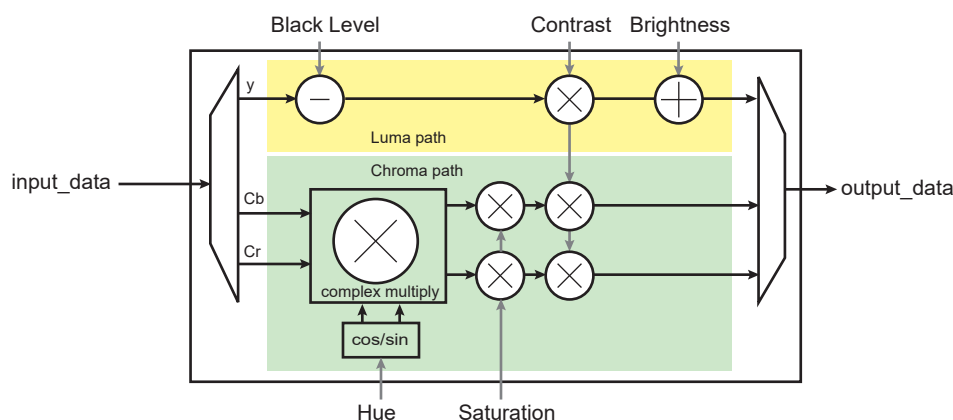 Black Level
Contrast
Brightness
y
Luma path
Chroma path
input_data
output_data
Cb
Cr
complex multiply
cos/sin
Hue
Saturation